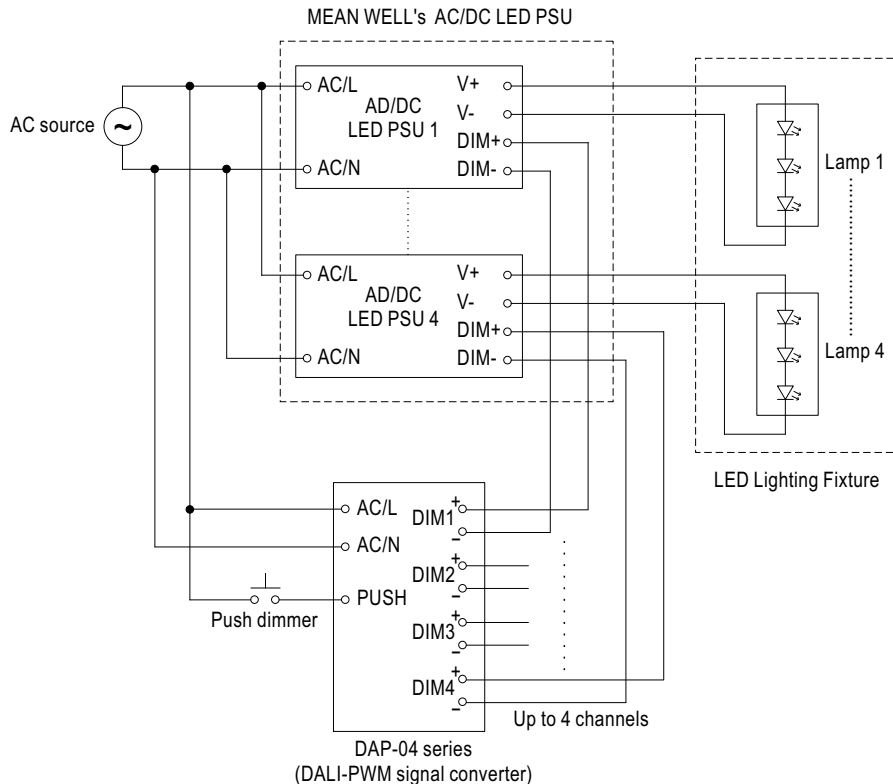 MEAN WELL's AC/DC LED PSU
AC source
~
AC/L
AD/DC
LED PSU 1
AC/N
V+
V-
DIM+
DIM-
AC/L
AD/DC
LED PSU 4
AC/N
V+
V-
DIM+
DIM-
Lamp 1
Lamp 4
LED Lighting Fixture
AC/L
AC/N
PUSH
Push dimmer
DIM1
+
–
DIM2
+
–
DIM3
+
–
DIM4
+
–
Up to 4 channels
DAP-04 series
(DALI-PWM signal converter)